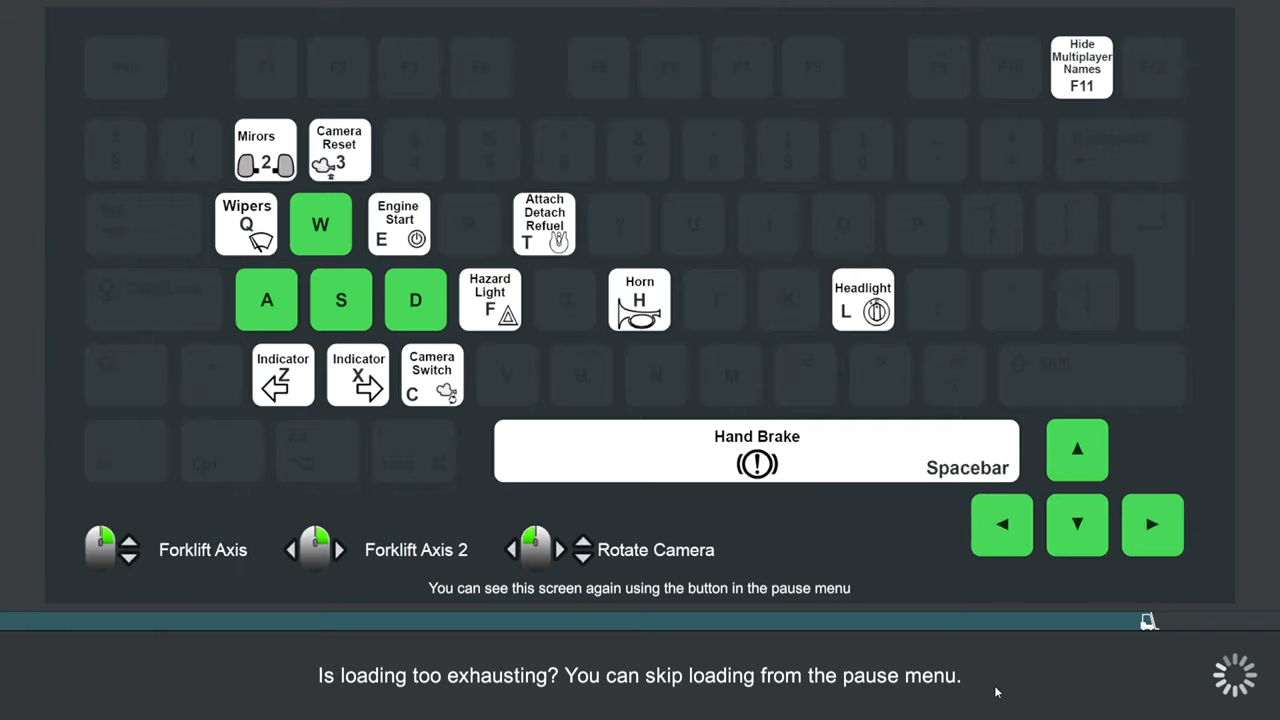 Hide
Multiplayer
Names
F11
Mirors
2
Camera
Reset
3
Wipers
Q
W
Engine
Start
E
Attach
Detach
Refuel
T
A
S
D
Hazard
Light
F
Horn
H
Headlight
L
Indicator
Z
Indicator
X
Camera
Switch
C
Hand Brake
Spacebar
Forklift Axis
Forklift Axis 2
Rotate Camera
You can see this screen again using the button in the pause menu
Is loading too exhausting? You can skip loading from the pause menu.